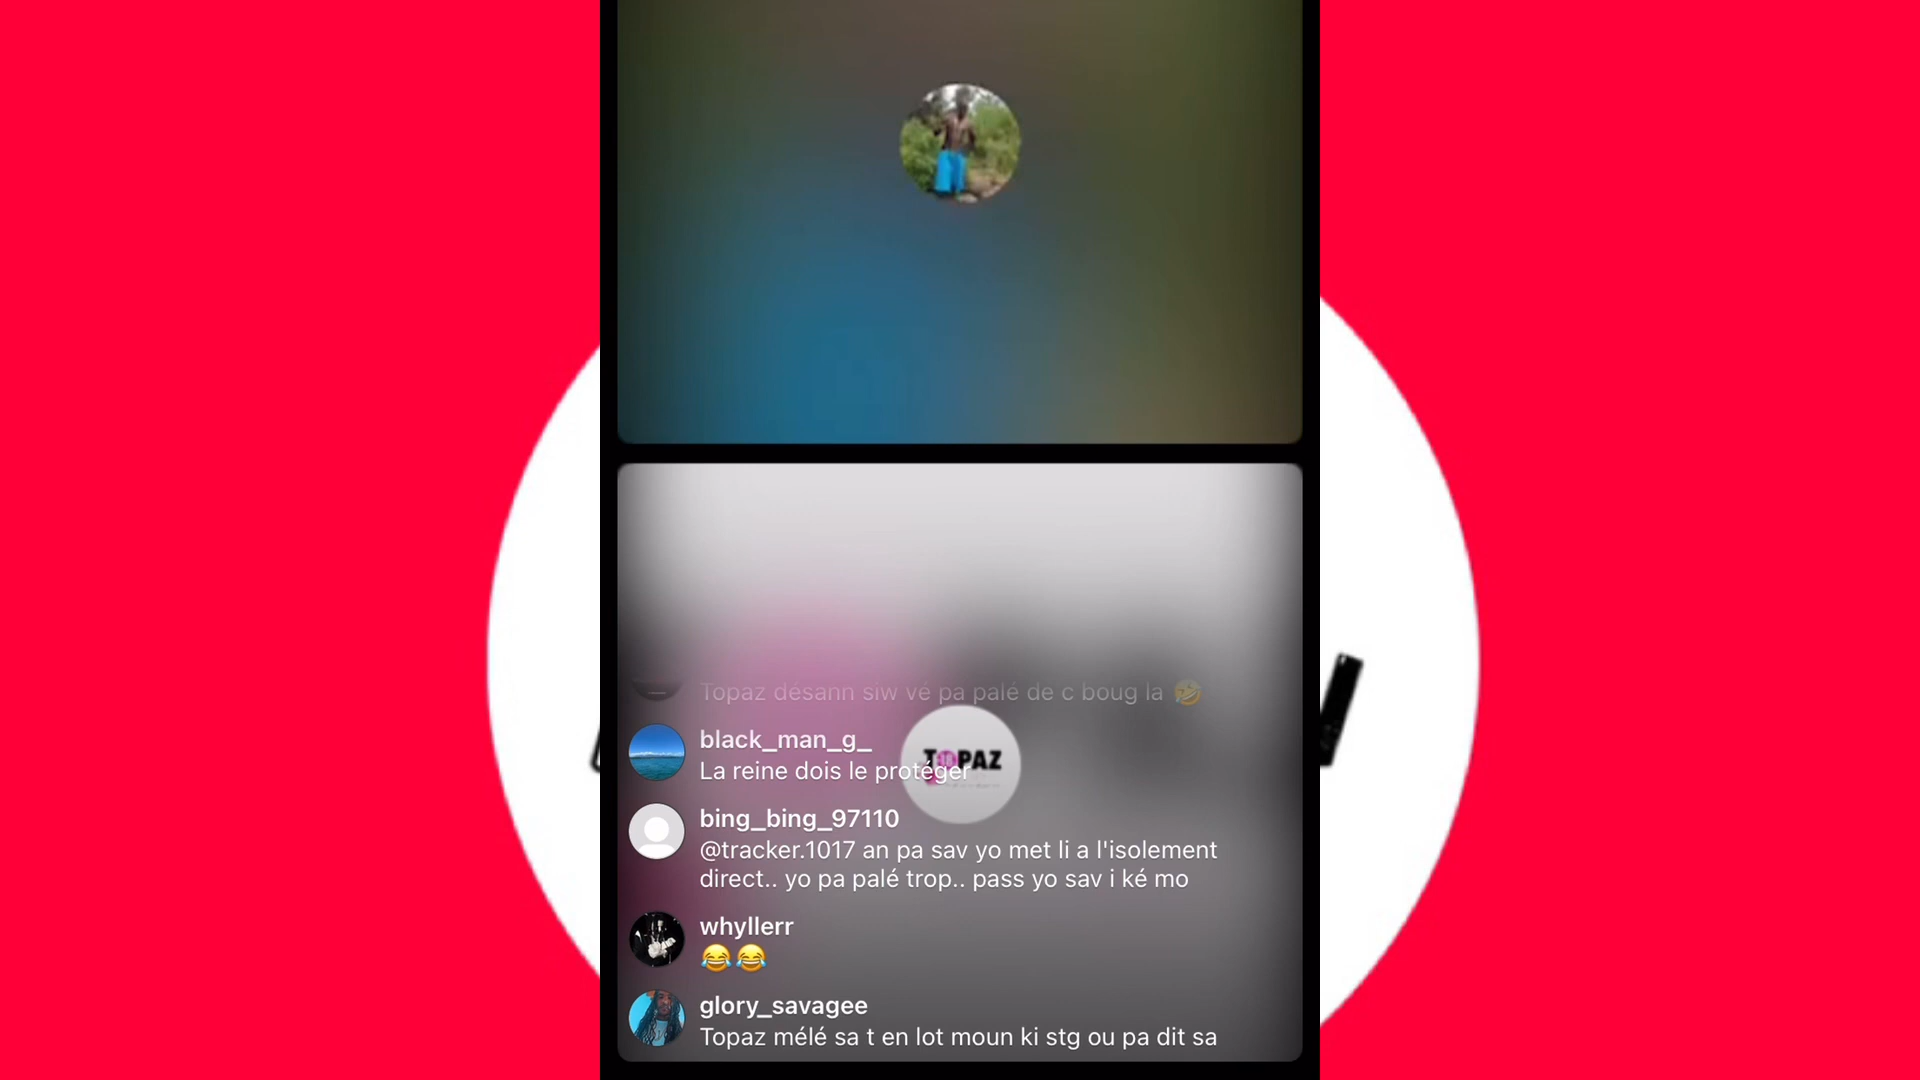 Topaz désann siw vé pa palé de c boug la 🤣
black_man_g_
TOPAZ
La reine dois le protéger
bing_bing_97110
@tracker.1017 an pa sav yo met li a l'isolement
direct.. yo pa palé trop.. pass yo sav i ké mo
whyllerr
😂😂
glory_savagee
Topaz mélé sa t en lot moun ki stg ou pa dit sa